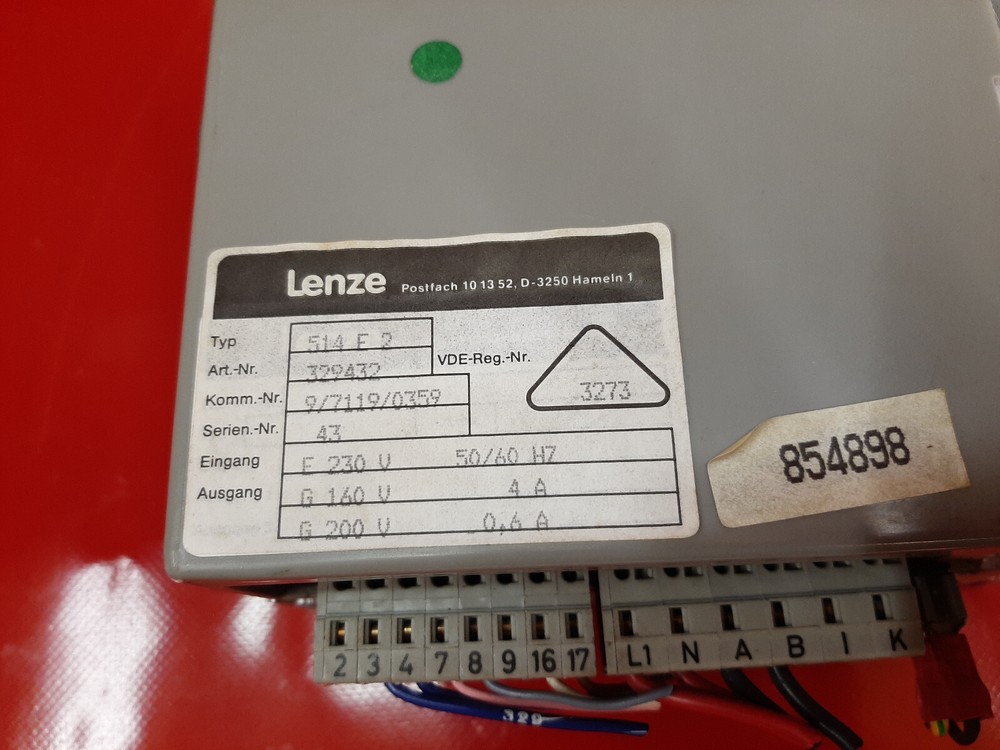 Lenze Postfach 10 13 52, D-3250 Hameln 1
Typ 514 E 2
Art.-Nr. 329432
VDE-Reg.-Nr. 3273
Komm.-Nr. 9/7119/0359
Serien.-Nr. 43
Eingang E 230 V 50/60 HZ
Ausgang G 160 V 4 A
G 200 V 0,6 A
854898
2 3 4 7 8 9 16 17 L1 N A B I K